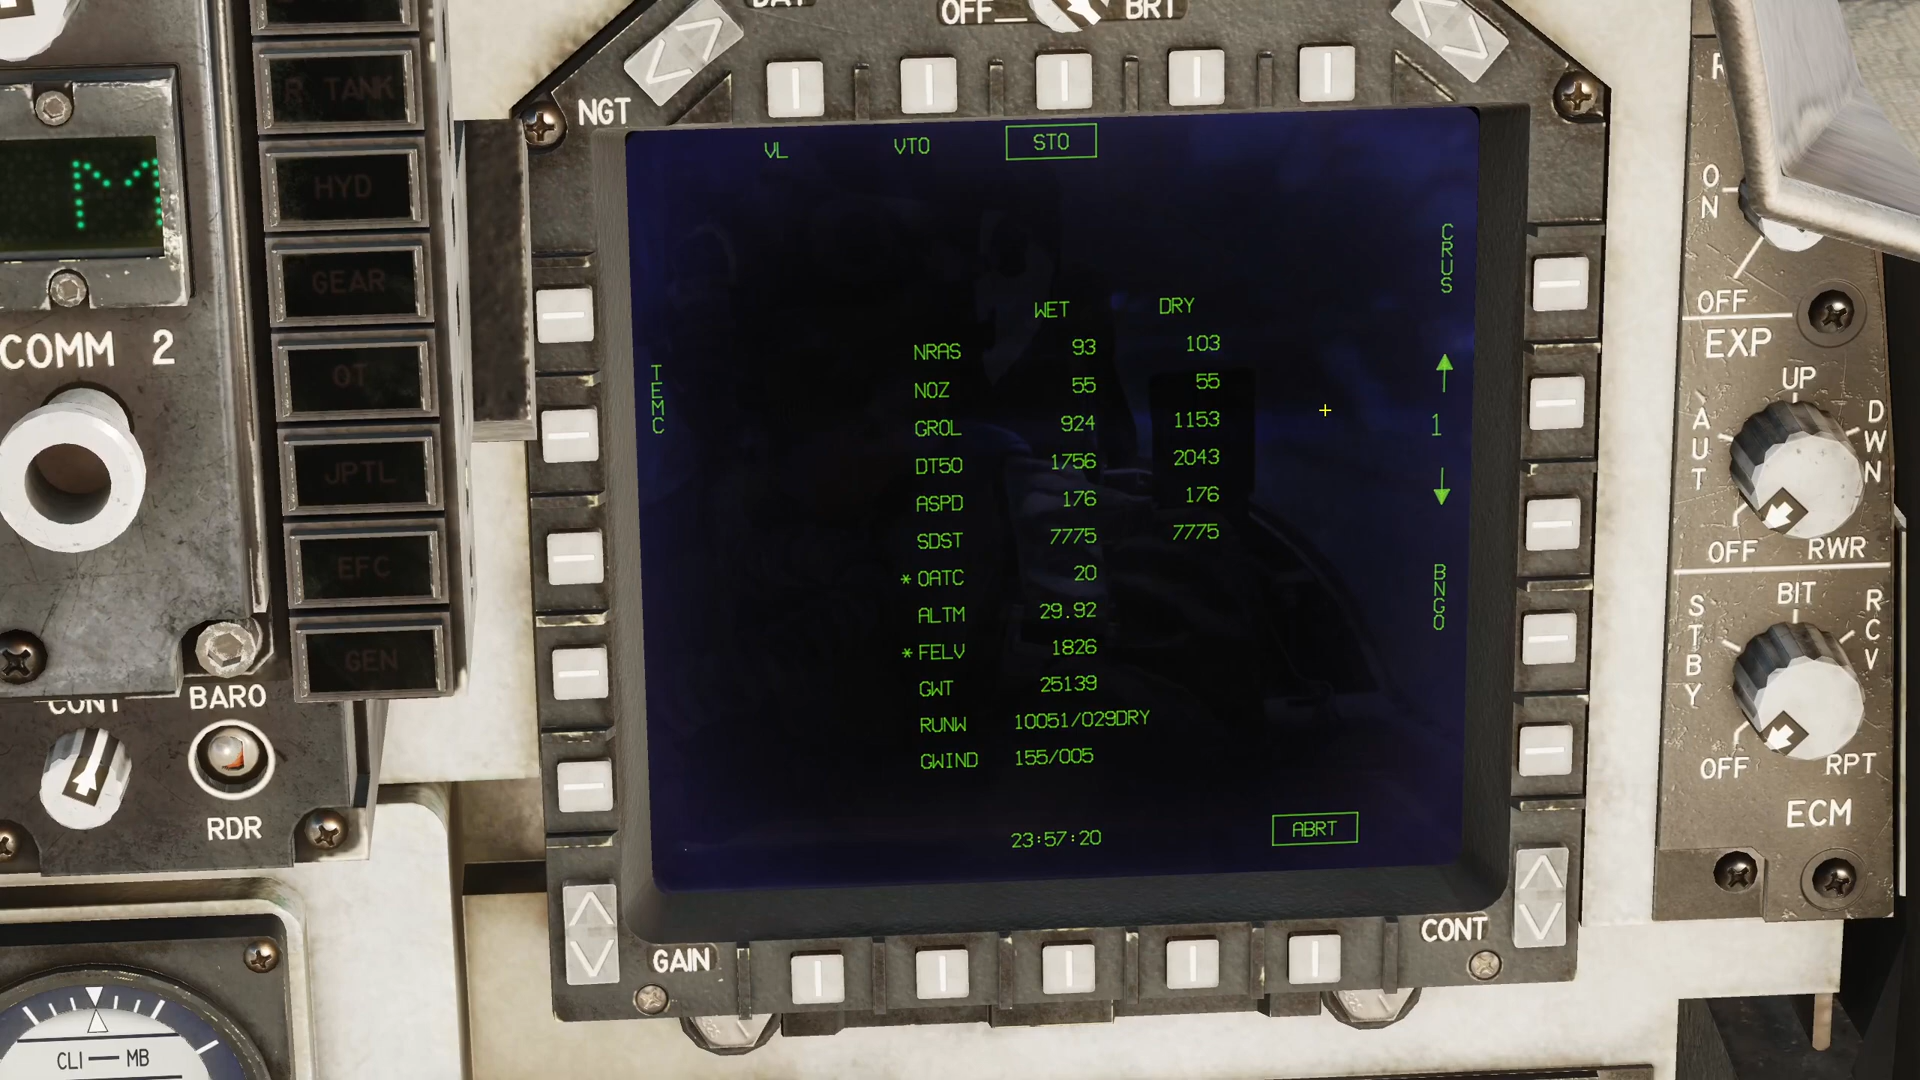 DAY
OFF
BRT
R TANK
NGT
M
HYD
VL
VTO
STO
ON
OFF
GEAR
CRUS
WET
DRY
COMM 2
EXP
NRAS 93 103
OT
TEMC
NOZ 55 55
UP
AUT
DWN
GROL 924 1153
1
JPTL
DT50 1756 2043
ASPD 176 176
OFF
RWR
EFC
SDST 7775 7775
* OATC 20
BNGO
BIT
STBY
RCV
ALTM 29.92
GEN
* FELV 1826
CONT
BARO
GWT 25139
RUNW 10051/029DRY
GWIND 155/005
OFF
RPT
RDR
23:57:20
ABRT
ECM
GAIN
CONT
CLI
MB